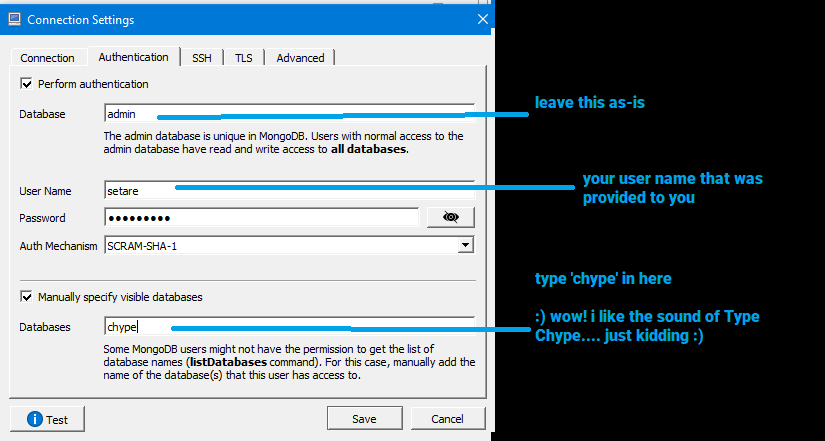 Connection Settings
Connection Authentication SSH TLS Advanced
Perform authentication
Database admin
leave this as-is
The admin database is unique in MongoDB. Users with normal access to the
admin database have read and write access to all databases.
User Name setare
your user name that was
provided to you
Password •••••••••
Auth Mechanism SCRAM-SHA-1
type 'chype' in here
Manually specify visible databases
Databases chype
:) wow! i like the sound of Type
Chype.... just kidding :)
Some MongoDB users might not have the permission to get the list of
database names (listDatabases command). For this case, manually add the
name of the database(s) that this user has access to.
Test Save Cancel